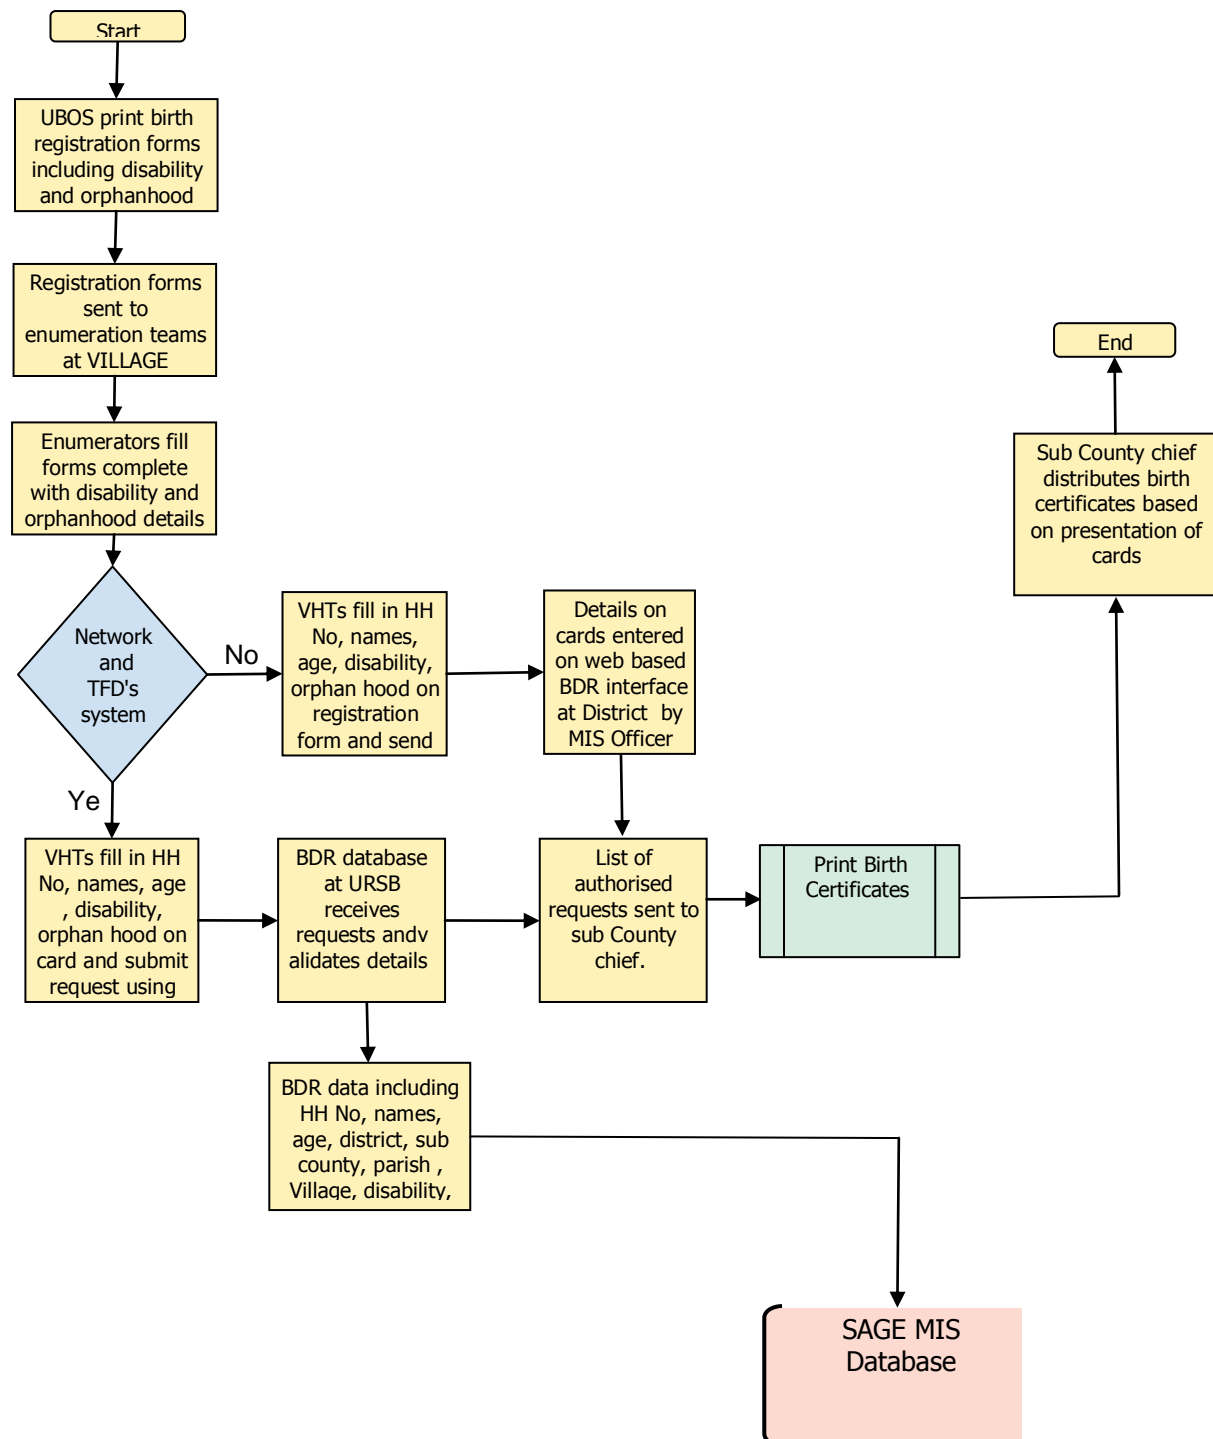 Start
UBOS print birth
registration forms
including disability
and orphanhood
Registration forms
sent to
enumeration teams
at VILLAGE
Enumerators fill
forms complete
with disability and
orphanhood details
Network
and
TFD's
system
No
Ye
VHTs fill in HH
No, names,
age, disability,
orphan hood on
registration
form and send
Details on
cards entered
on web based
BDR interface
at District by
MIS Officer
VHTs fill in HH
No, names, age
, disability,
orphan hood on
card and submit
request using
BDR database
at URSB
receives
requests andv
alidates details
List of
authorised
requests sent to
sub County
chief.
Print Birth
Certificates
Sub County chief
distributes birth
certificates based
on presentation of
cards
End
BDR data including
HH No, names,
age, district, sub
county, parish ,
Village, disability,
SAGE MIS
Database